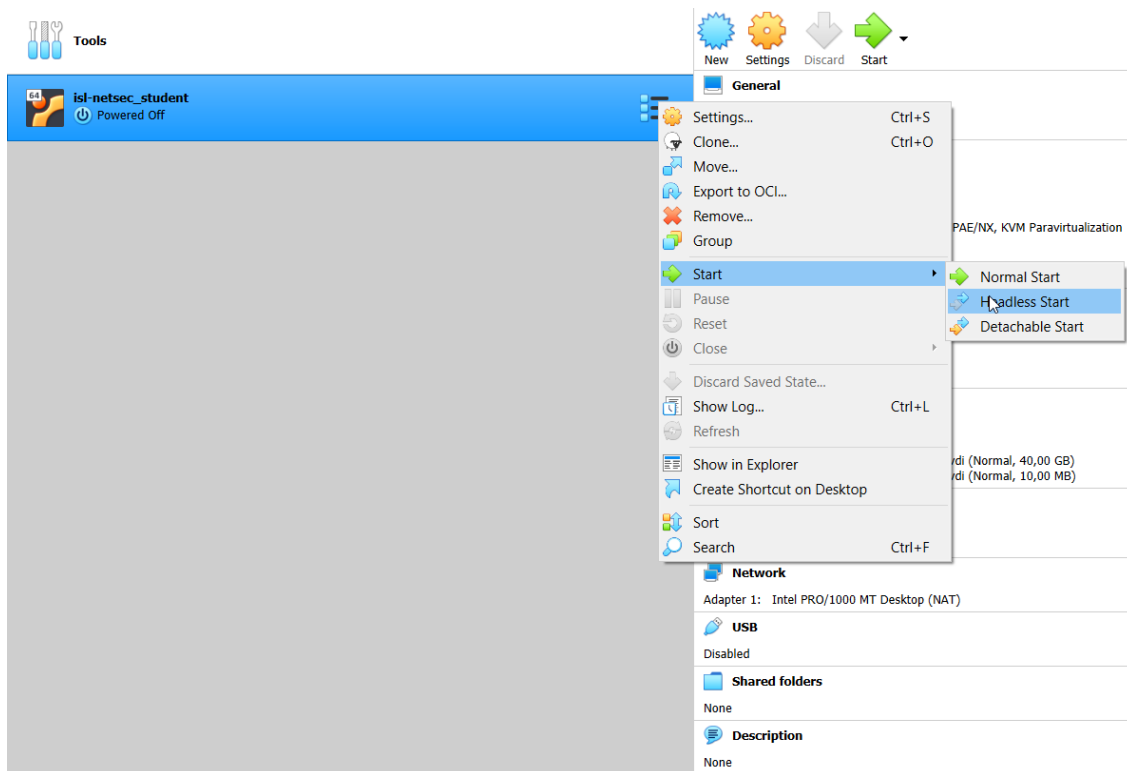 Tools
New Settings Discard Start
64
isl-netsec_student
Powered Off
General
Settings... Ctrl+S
Clone... Ctrl+O
Move...
Export to OCI...
Remove...
Group
Start
Pause
Reset
Close
Discard Saved State...
Show Log... Ctrl+L
Refresh
Show in Explorer
Create Shortcut on Desktop
Sort
Search Ctrl+F
Normal Start
Headless Start
Detachable Start
PAE/NX, KVM Paravirtualization
vdi (Normal, 40,00 GB)
vdi (Normal, 10,00 MB)
Network
Adapter 1: Intel PRO/1000 MT Desktop (NAT)
USB
Disabled
Shared folders
None
Description
None